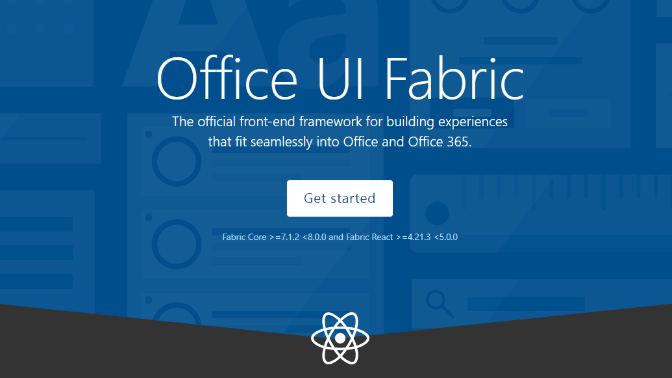 Aa
Office UI Fabric
The official front-end framework for building experiences
that fit seamlessly into Office and Office 365.
Get started
Fabric Core >=7.1.2 <8.0.0 and Fabric React >=4.21.3 <5.0.0